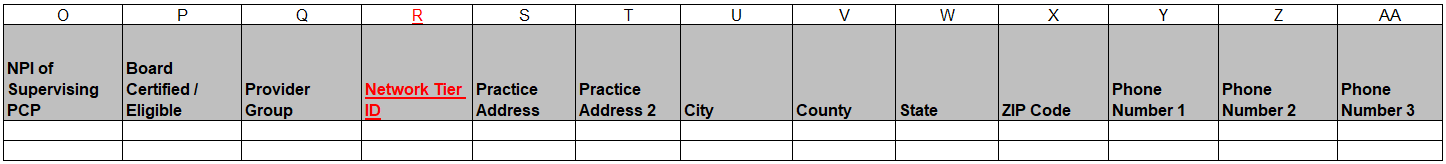 O P Q R S T U V W X Y Z AA
NPI of Supervising PCP
Board Certified / Eligible
Provider Group
Network Tier ID
Practice Address
Practice Address 2
City
County
State
ZIP Code
Phone Number 1
Phone Number 2
Phone Number 3